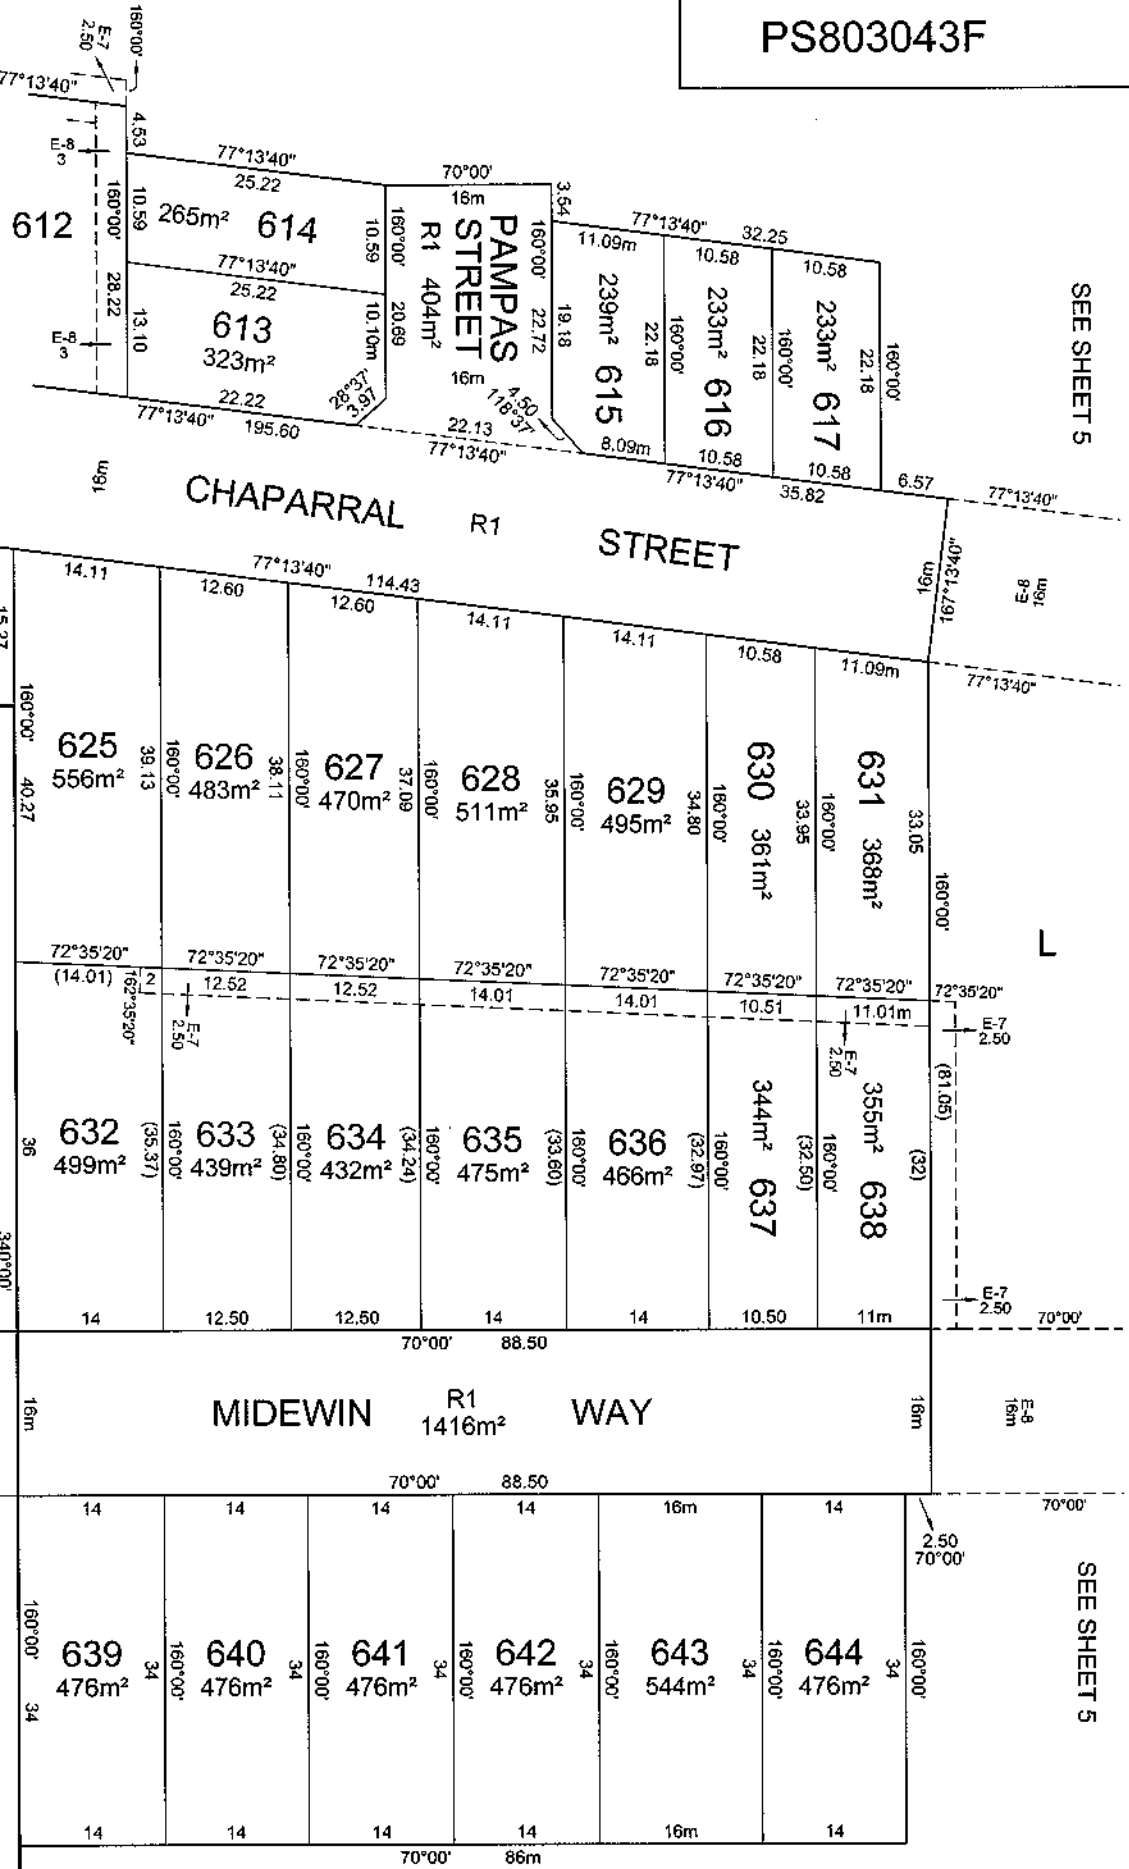 PS803043F
160°00'
E-7
2.50
77°13'40"
4.53
E-8
3
160°00'
28.22
E-8
3
612
10.59
13.10
77°13'40"
25.22
265m²
614
10.59
77°13'40"
25.22
613
323m²
10.10m
160°00'
20.69
28°37'
3.97
22.22
77°13'40"
195.60
70°00'
16m
PAMPAS
STREET
R1 404m²
16m
160°00'
22.72
3.54
19.18
4.50
118°37'
22.13
77°13'40"
77°13'40"
32.25
11.09m
10.58
10.58
239m² 615
22.18
160°00'
233m² 616
22.18
160°00'
233m² 617
22.18
160°00'
8.09m
10.58
10.58
6.57
77°13'40"
35.82
77°13'40"
SEE SHEET 5
16m
CHAPARRAL
R1
STREET
16m
167°13'40"
E-8
16m
77°13'40"
77°13'40"
114.43
14.11
12.60
12.60
14.11
14.11
10.58
11.09m
15.27
160°00'
40.27
625
556m²
39.13
160°00'
626
483m²
38.11
160°00'
627
470m²
37.09
160°00'
628
511m²
35.95
160°00'
629
495m²
34.80
160°00'
630 361m²
33.95
160°00'
631 368m²
33.05
160°00'
L
72°35'20"
72°35'20"
72°35'20"
72°35'20"
72°35'20"
72°35'20"
72°35'20"
72°35'20"
(14.01)
2
162°35'20"
12.52
12.52
14.01
14.01
10.51
11.01m
E-7
2.50
E-7
2.50
E-7
2.50
36
632
499m²
(35.37)
160°00'
633
439m²
(34.80)
160°00'
634
432m²
(34.24)
160°00'
635
475m²
(33.60)
160°00'
636
466m²
(32.97)
160°00'
344m² 637
(32.50)
160°00'
355m² 638
(32)
(81.05)
E-7
2.50
340°00'
14
12.50
12.50
14
14
10.50
11m
70°00'
88.50
70°00'
16m
MIDEWIN
R1
1416m²
WAY
16m
E-8
16m
70°00'
88.50
14
14
14
14
16m
14
70°00'
2.50
70°00'
160°00'
34
639
476m²
34
160°00'
640
476m²
34
160°00'
641
476m²
34
160°00'
642
476m²
34
160°00'
643
544m²
34
160°00'
644
476m²
34
160°00'
SEE SHEET 5
14
14
14
14
16m
14
70°00'
86m